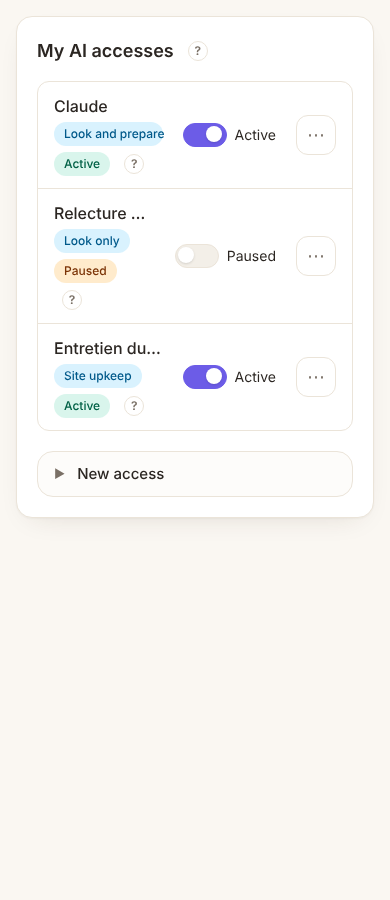 My AI accesses ?
Claude
Look and prepare
Active ?
Active
...
Relecture ...
Look only
Paused
?
Paused
...
Entretien du...
Site upkeep
Active ?
Active
...
New access